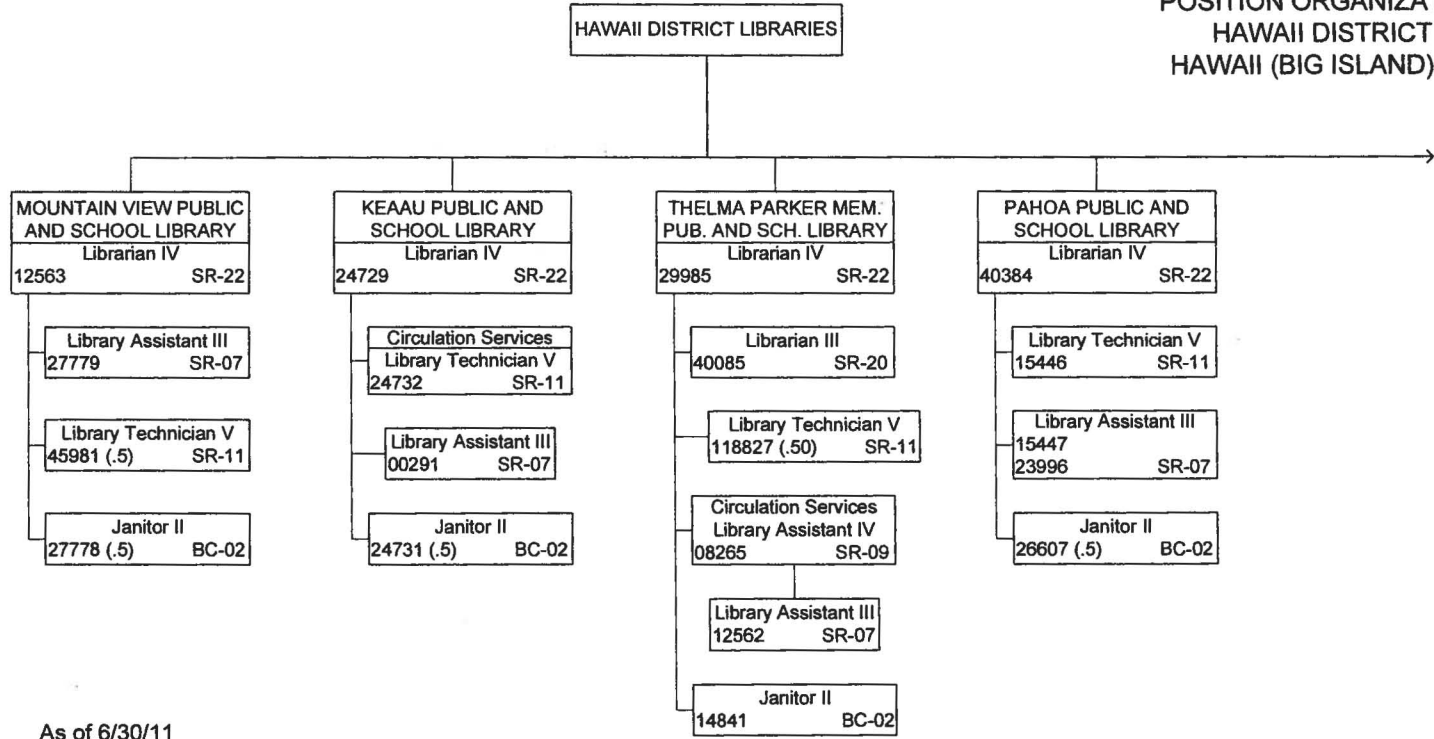 POSITION ORGANIZA
HAWAII DISTRICT
HAWAII (BIG ISLAND)
HAWAII DISTRICT LIBRARIES
MOUNTAIN VIEW PUBLIC
AND SCHOOL LIBRARY
Librarian IV
12563 SR-22
Library Assistant III
27779 SR-07
Library Technician V
45981 (.5) SR-11
Janitor II
27778 (.5) BC-02
KEAAU PUBLIC AND
SCHOOL LIBRARY
Librarian IV
24729 SR-22
Circulation Services
Library Technician V
24732 SR-11
Library Assistant III
00291 SR-07
Janitor II
24731 (.5) BC-02
THELMA PARKER MEM.
PUB. AND SCH. LIBRARY
Librarian IV
29985 SR-22
Librarian III
40085 SR-20
Library Technician V
118827 (.50) SR-11
Circulation Services
Library Assistant IV
08265 SR-09
Library Assistant III
12562 SR-07
Janitor II
14841 BC-02
PAHOA PUBLIC AND
SCHOOL LIBRARY
Librarian IV
40384 SR-22
Library Technician V
15446 SR-11
Library Assistant III
15447
23996 SR-07
Janitor II
26607 (.5) BC-02
As of 6/30/11